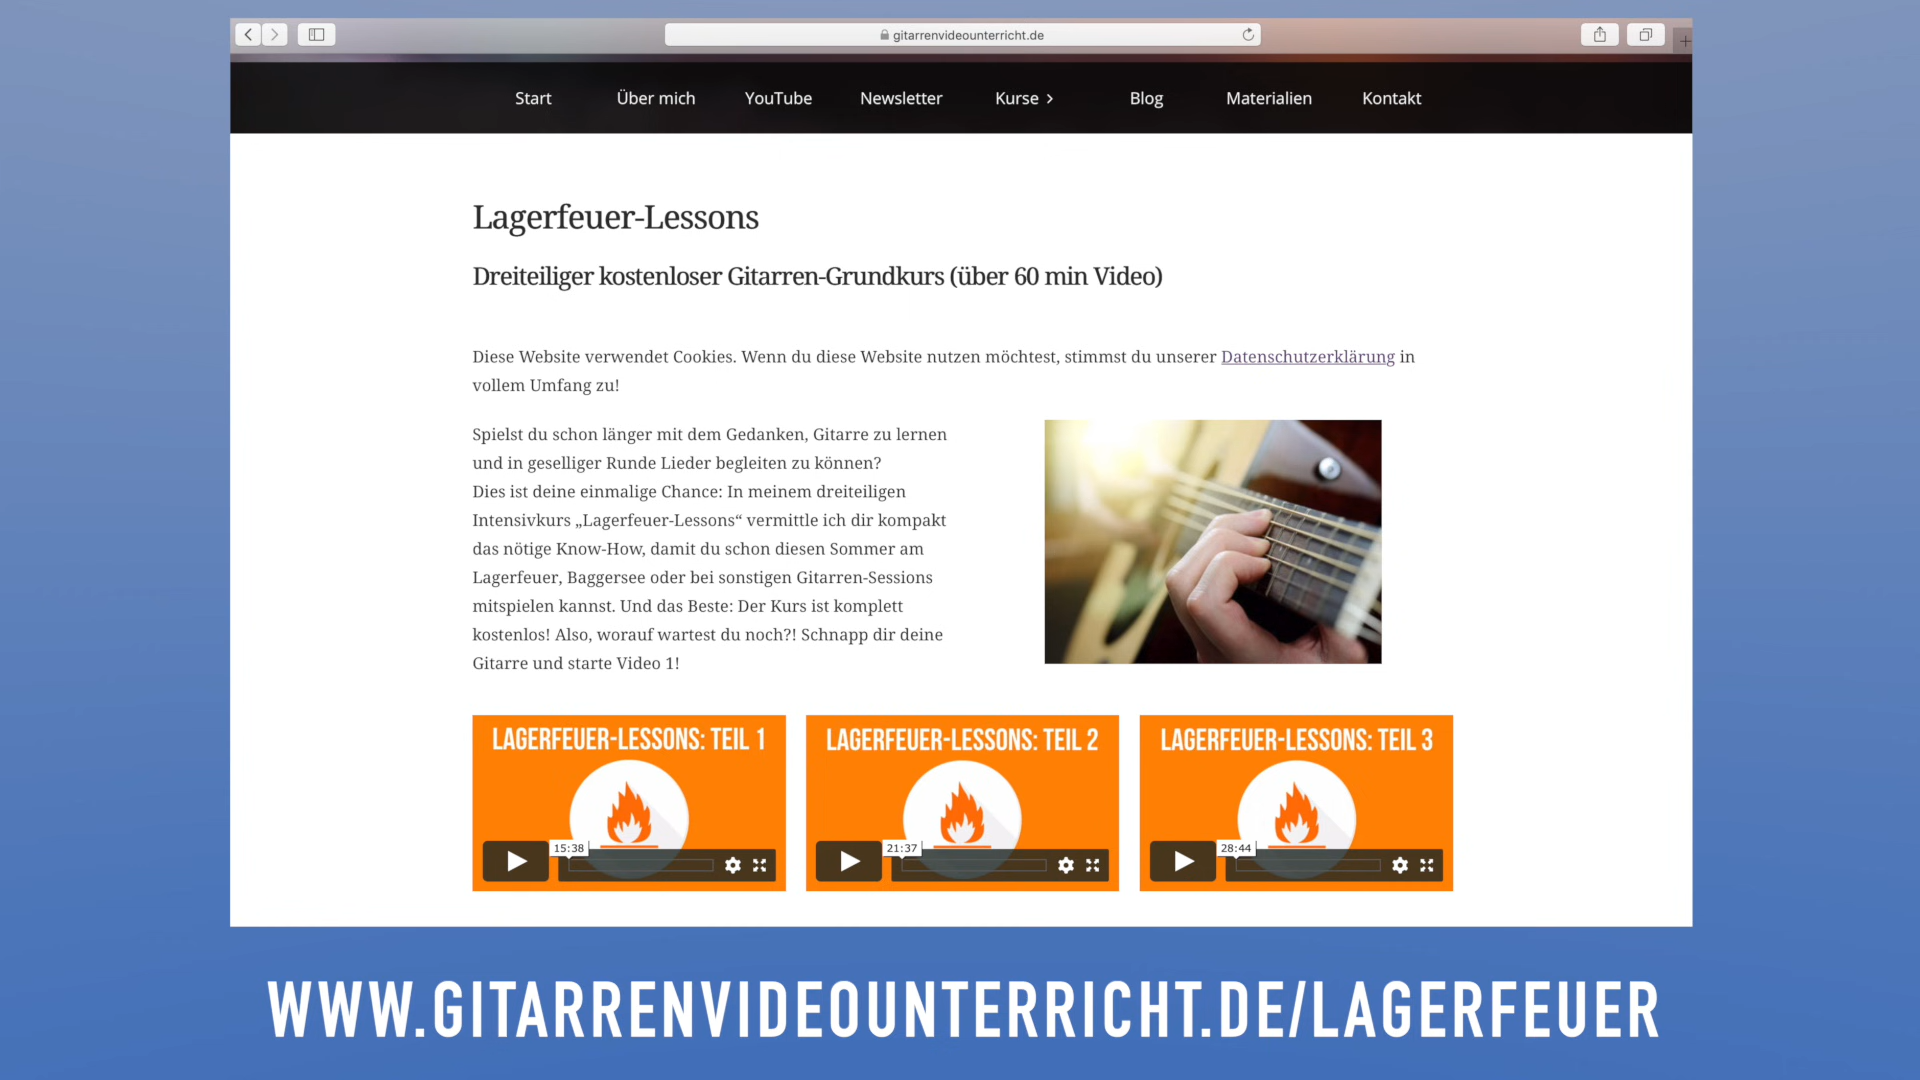 gitarrenvideounterricht.de
Start Über mich YouTube Newsletter Kurse Blog Materialien Kontakt
Lagerfeuer-Lessons
Dreiteiliger kostenloser Gitarren-Grundkurs (über 60 min Video)
Diese Website verwendet Cookies. Wenn du diese Website nutzen möchtest, stimmst du unserer Datenschutzerklärung in
vollem Umfang zu!
Spielst du schon länger mit dem Gedanken, Gitarre zu lernen
und in geselliger Runde Lieder begleiten zu können?
Dies ist deine einmalige Chance: In meinem dreiteiligen
Intensivkurs „Lagerfeuer-Lessons“ vermittle ich dir kompakt
das nötige Know-How, damit du schon diesen Sommer am
Lagerfeuer, Baggersee oder bei sonstigen Gitarren-Sessions
mitspielen kannst. Und das Beste: Der Kurs ist komplett
kostenlos! Also, worauf wartest du noch?! Schnapp dir deine
Gitarre und starte Video 1!
LAGERFEUER-LESSONS: TEIL 1
15:38
LAGERFEUER-LESSONS: TEIL 2
21:37
LAGERFEUER-LESSONS: TEIL 3
28:44
WWW.GITARRENVIDEOUNTERRICHT.DE/LAGERFEUER